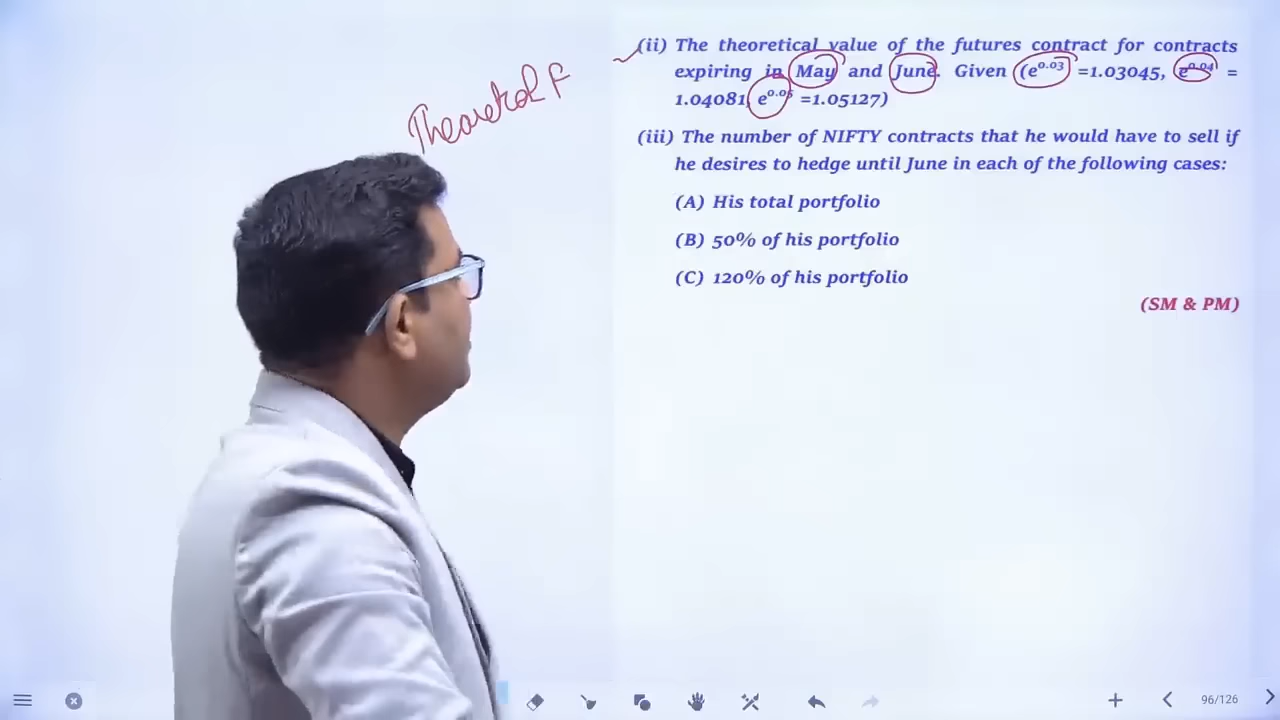 (ii) The theoretical value of the futures contract for contracts
expiring in May and June. Given (e^0.03 =1.03045, e^0.04 =
1.04081, e^0.05 =1.05127)
Theoretical F
(iii) The number of NIFTY contracts that he would have to sell if
he desires to hedge until June in each of the following cases:
(A) His total portfolio
(B) 50% of his portfolio
(C) 120% of his portfolio
(SM & PM)
96/126